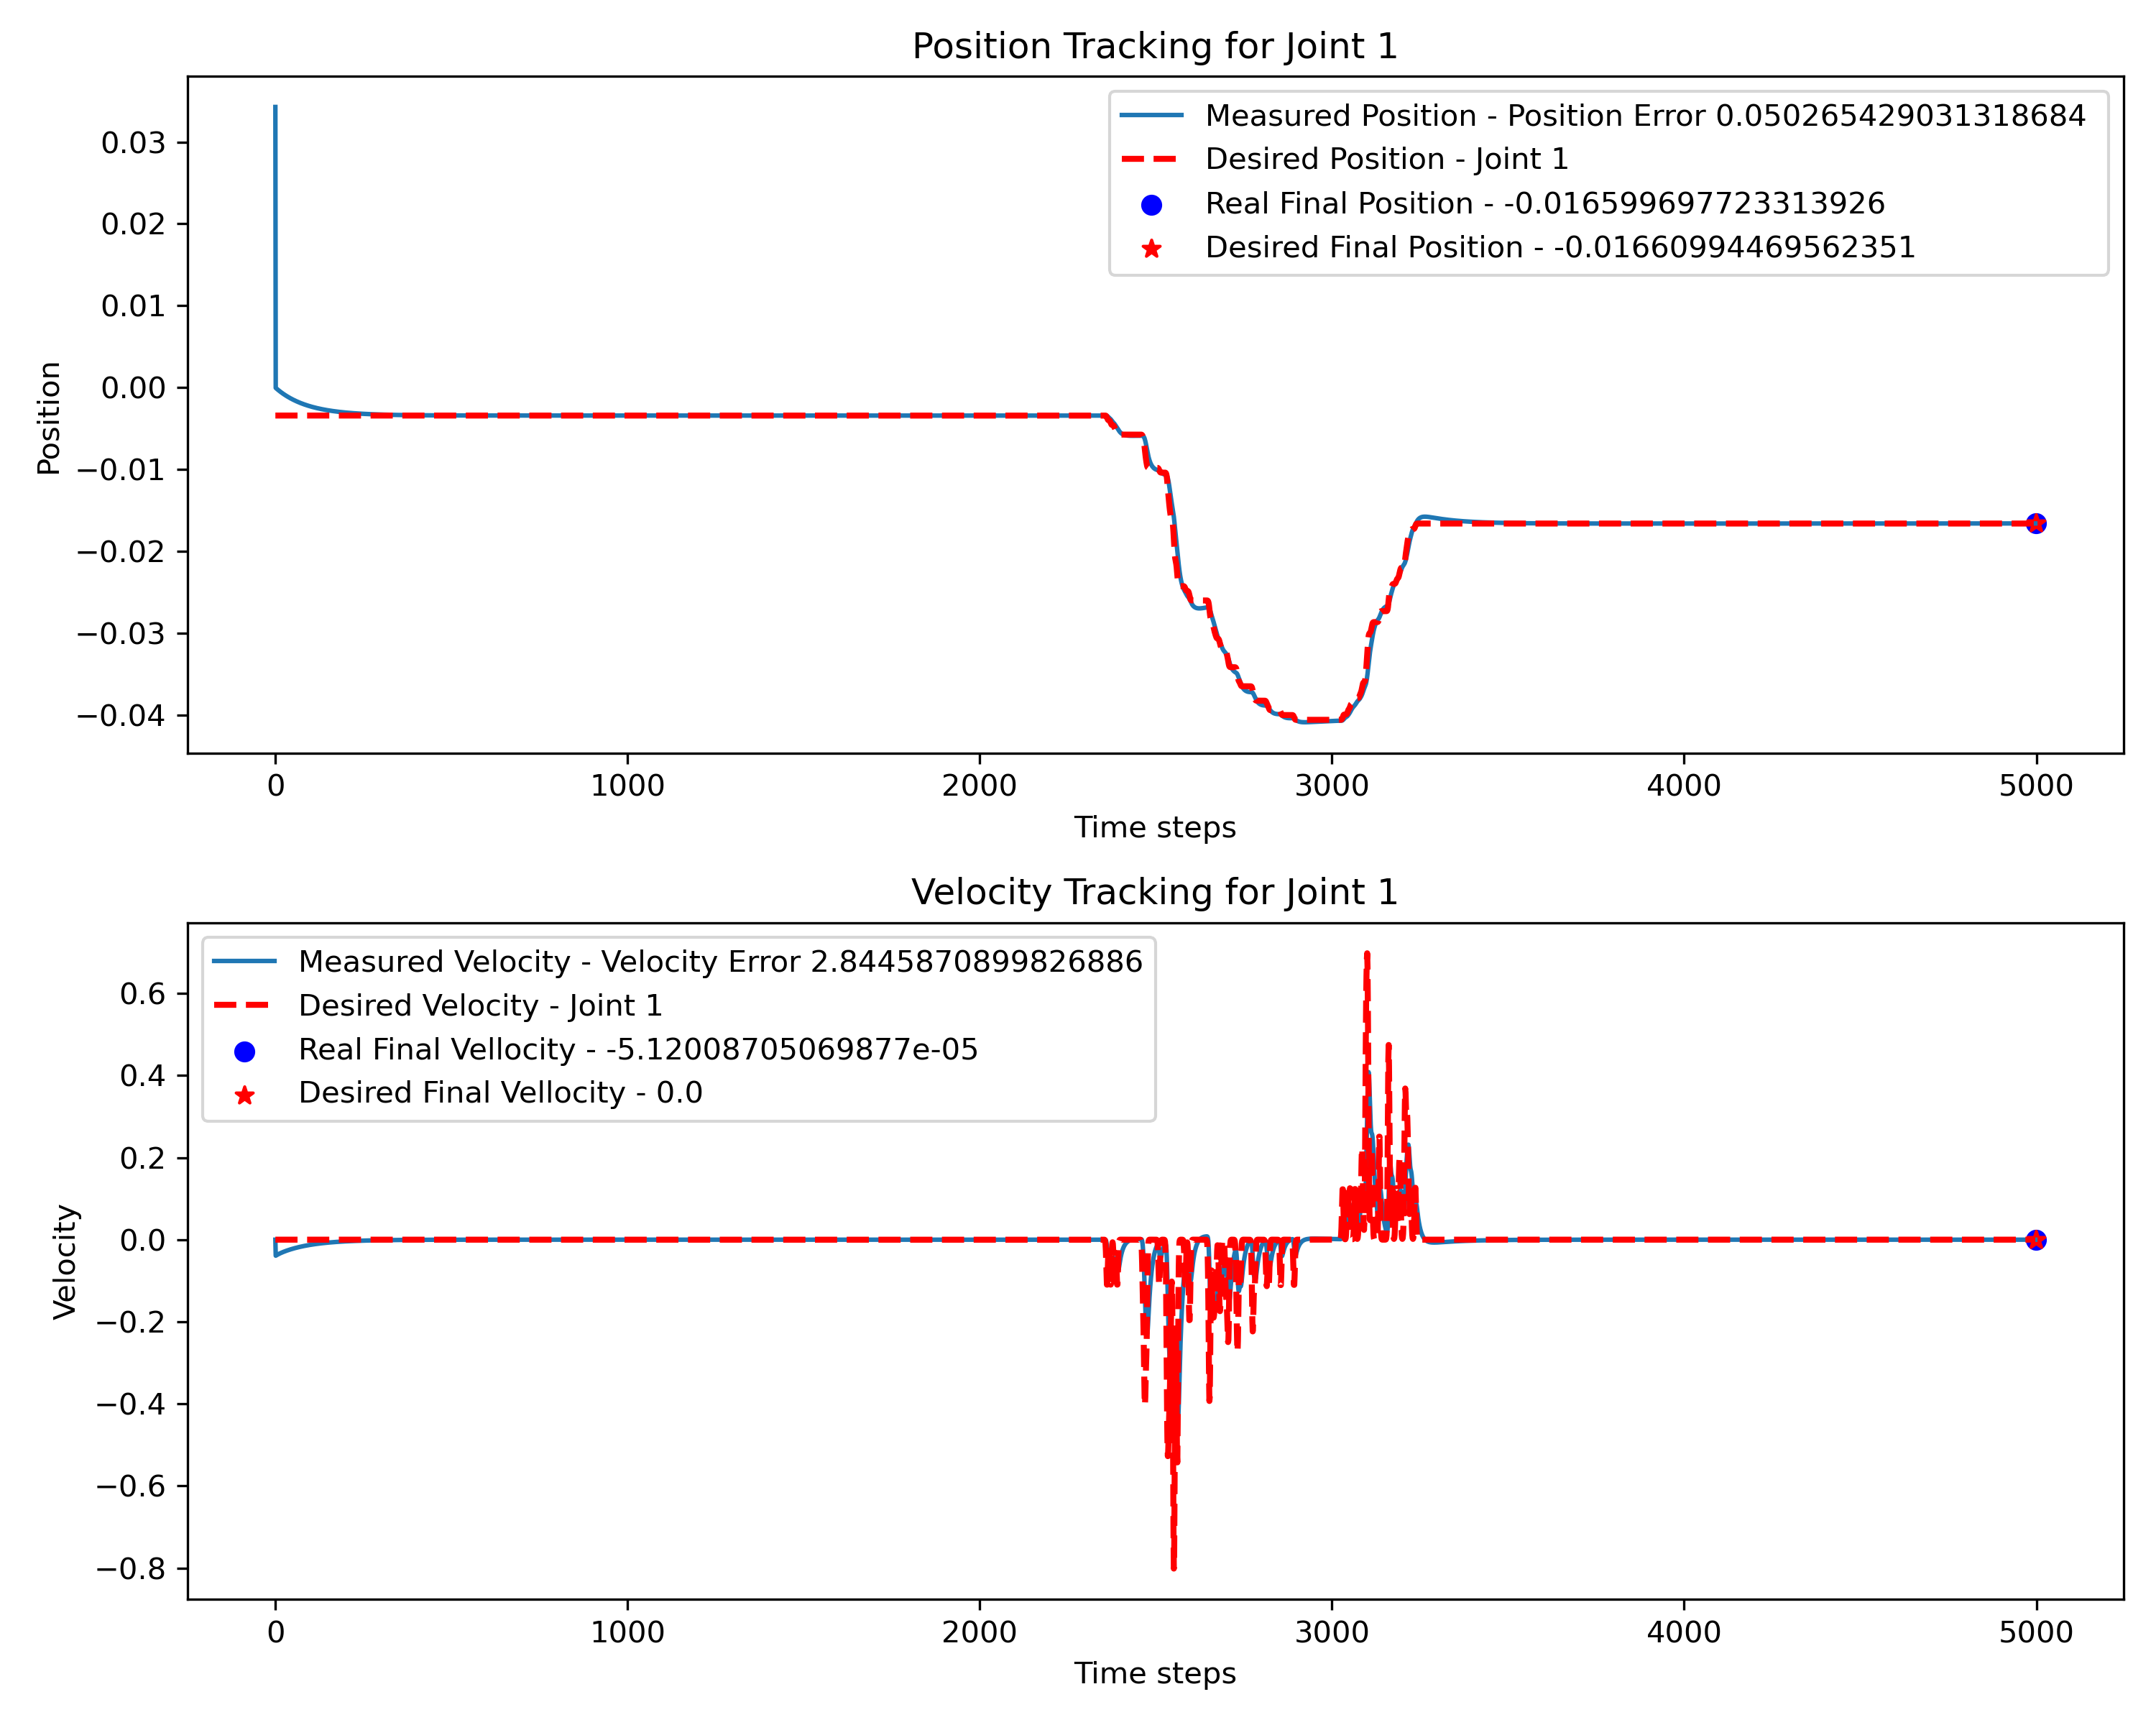 Position Tracking for Joint 1
Measured Position - Position Error 0.050265429031318684
Desired Position - Joint 1
Real Final Position - -0.016599697723313926
Desired Final Position - -0.01660994469562351
0.03
0.02
0.01
0.00
−0.01
−0.02
−0.03
−0.04
Position
0 1000 2000 3000 4000 5000
Time steps
Velocity Tracking for Joint 1
Measured Velocity - Velocity Error 2.8445870899826886
Desired Velocity - Joint 1
Real Final Vellocity - -5.12008705069877e-05
Desired Final Vellocity - 0.0
0.6
0.4
0.2
0.0
−0.2
−0.4
−0.6
−0.8
Velocity
0 1000 2000 3000 4000 5000
Time steps